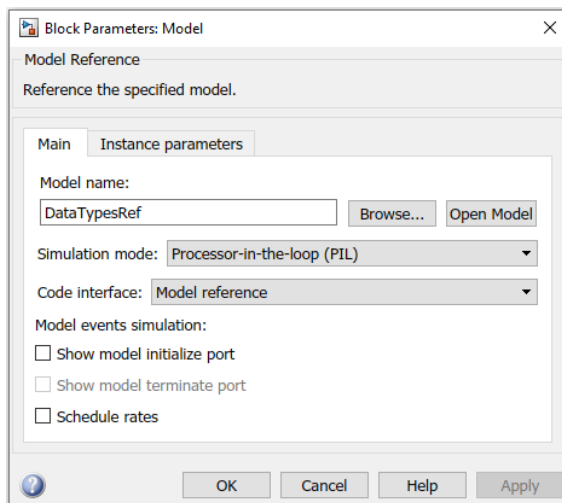 Block Parameters: Model
Model Reference
Reference the specified model.
Main Instance parameters
Model name:
DataTypesRef Browse... Open Model
Simulation mode: Processor-in-the-loop (PIL)
Code interface: Model reference
Model events simulation:
Show model initialize port
Show model terminate port
Schedule rates
? OK Cancel Help Apply